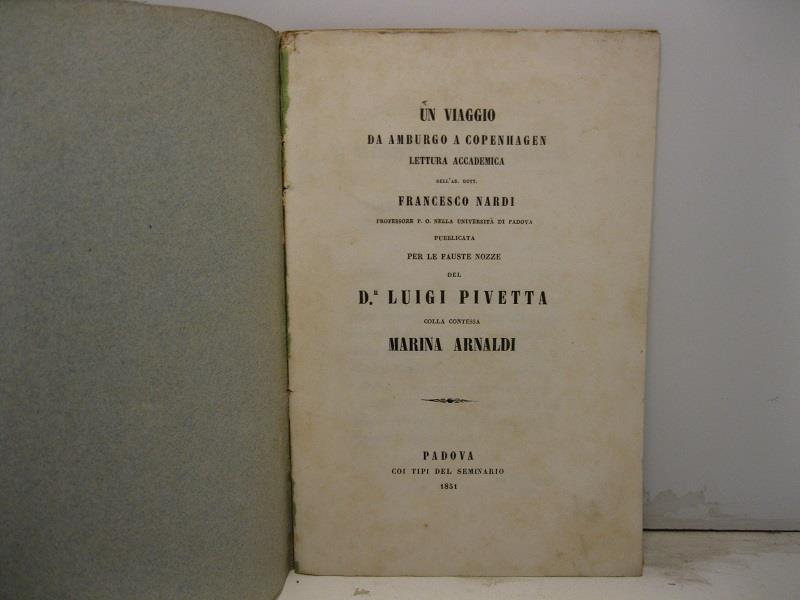 UN VIAGGIO
DA AMBURGO A COPENHAGEN
LETTURA ACCADEMICA
DELL'AB. DOTT.
FRANCESCO NARDI
PROFESSORE P. O. NELLA UNIVERSITÀ DI PADOVA
PUBBLICATA
PER LE FAUSTE NOZZE
DEL
D.R LUIGI PIVETTA
COLLA CONTESSA
MARINA ARNALDI
PADOVA
COI TIPI DEL SEMINARIO
1851